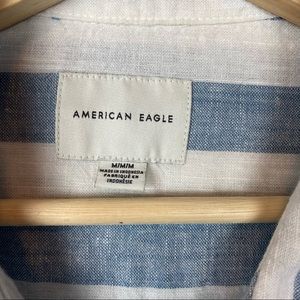 AMERICAN EAGLE
M/M/M
MADE IN INDONESIA
FABRIQUÉ EN
INDONÉSIE